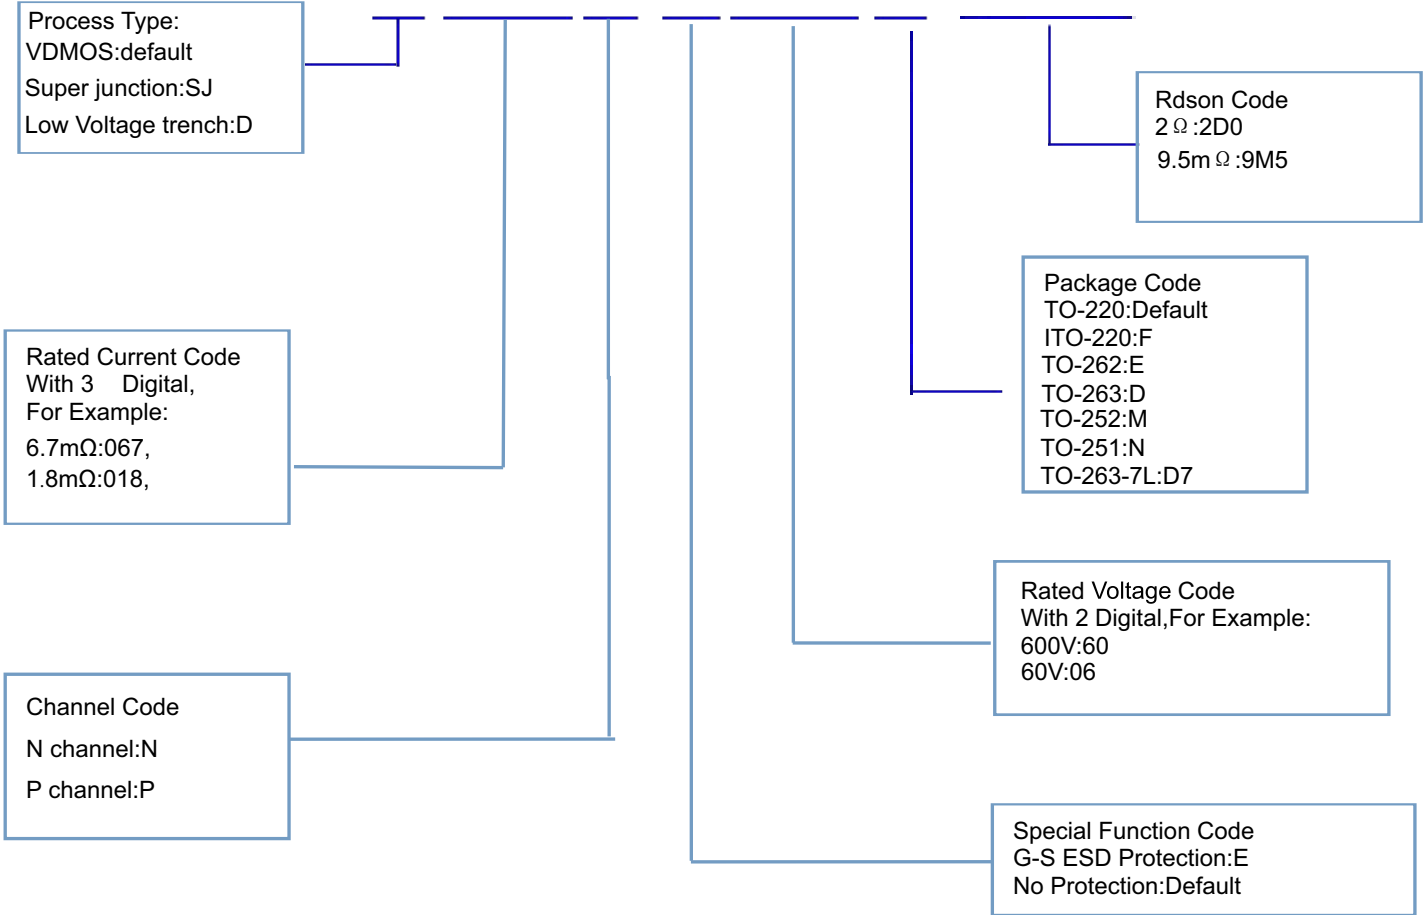 Process Type:
VDMOS:default
Super junction:SJ
Low Voltage trench:D
Rdson Code
2Ω:2D0
9.5mΩ:9M5
Package Code
TO-220:Default
ITO-220:F
TO-262:E
TO-263:D
TO-252:M
TO-251:N
TO-263-7L:D7
Rated Current Code
With 3 Digital,
For Example:
6.7mΩ:067,
1.8mΩ:018,
Rated Voltage Code
With 2 Digital,For Example:
600V:60
60V:06
Channel Code
N channel:N
P channel:P
Special Function Code
G-S ESD Protection:E
No Protection:Default